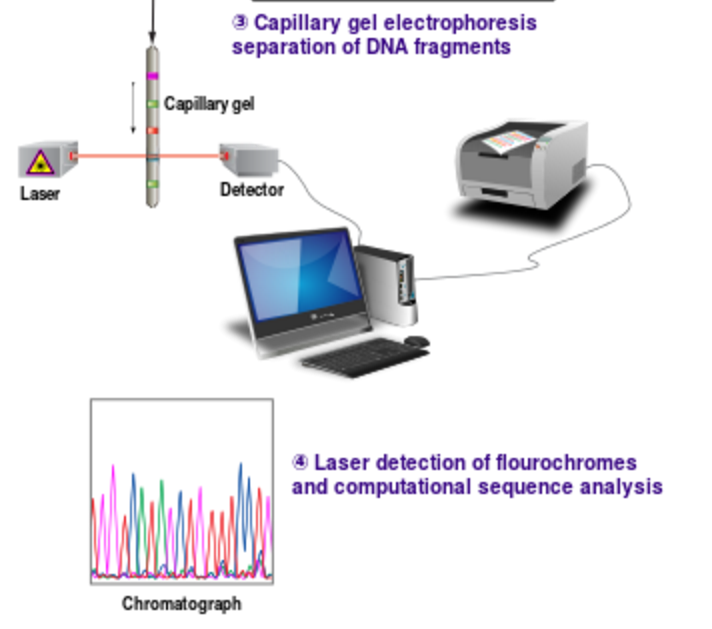 ③ Capillary gel electrophoresis
separation of DNA fragments
Capillary gel
Laser
Detector
④ Laser detection of flourochromes
and computational sequence analysis
Chromatograph